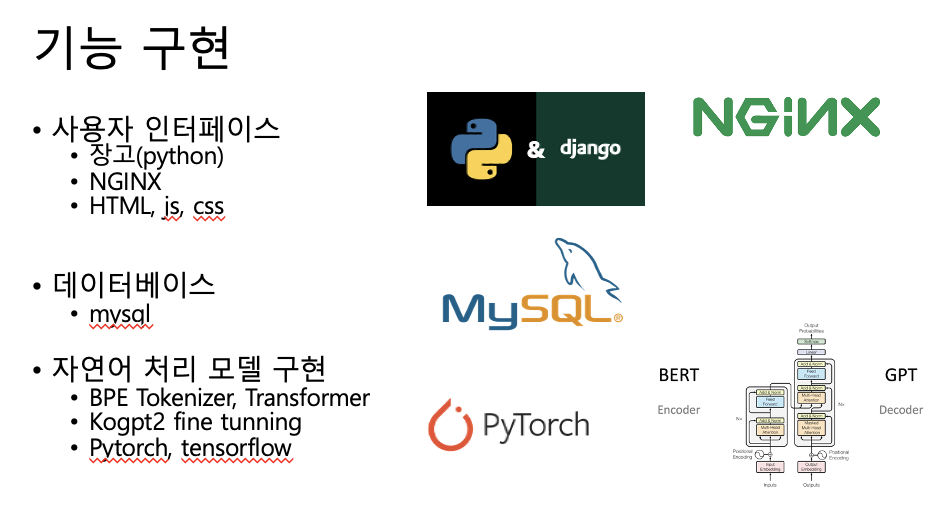 기능 구현
• 사용자 인터페이스
• 장고(python)
• NGINX
• HTML, js, css
• 데이터베이스
• mysql
• 자연어 처리 모델 구현
• BPE Tokenizer, Transformer
• Kogpt2 fine tunning
• Pytorch, tensorflow
& django
NGINX
MySQL®
PyTorch
BERT
Encoder
GPT
Decoder
Output
Probabilities
Softmax
Linear
Add & Norm
Feed
Forward
Add & Norm
Multi-Head
Attention
Add & Norm
Masked
Multi-Head
Attention
N×
Positional
Encoding
Output
Embedding
Outputs
Add & Norm
Feed
Forward
Add & Norm
Multi-Head
Attention
N×
Positional
Encoding
Input
Embedding
Inputs